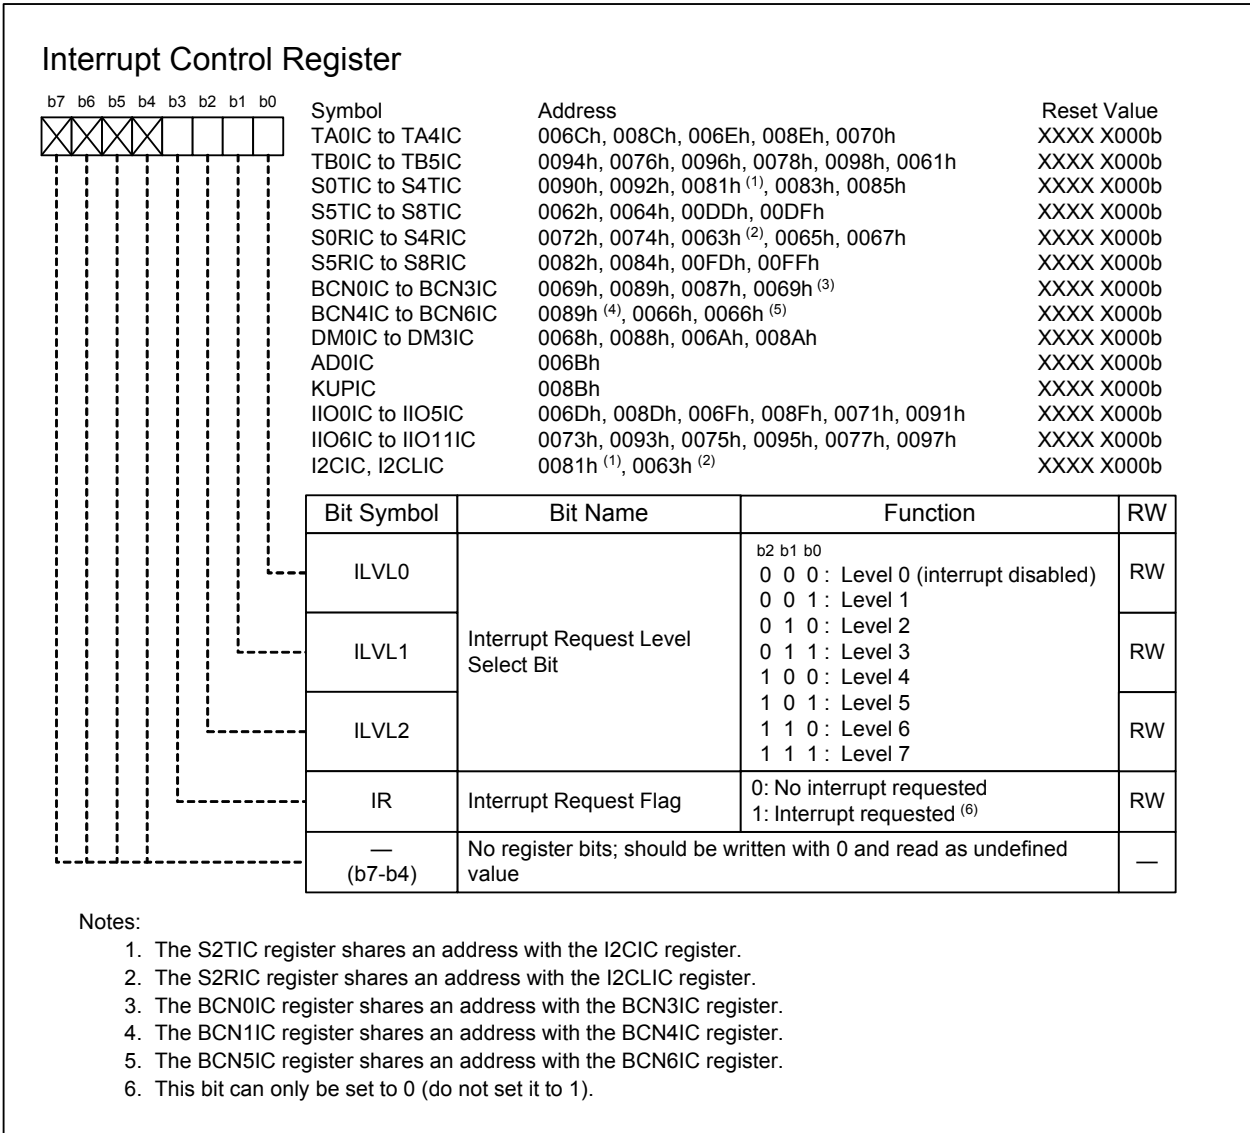 Interrupt Control Register
b7 b6 b5 b4 b3 b2 b1 b0
Symbol Address Reset Value
TA0IC to TA4IC 006Ch, 008Ch, 006Eh, 008Eh, 0070h XXXX X000b
TB0IC to TB5IC 0094h, 0076h, 0096h, 0078h, 0098h, 0061h XXXX X000b
S0TIC to S4TIC 0090h, 0092h, 0081h (1), 0083h, 0085h XXXX X000b
S5TIC to S8TIC 0062h, 0064h, 00DDh, 00DFh XXXX X000b
S0RIC to S4RIC 0072h, 0074h, 0063h (2), 0065h, 0067h XXXX X000b
S5RIC to S8RIC 0082h, 0084h, 00FDh, 00FFh XXXX X000b
BCN0IC to BCN3IC 0069h, 0089h, 0087h, 0069h (3) XXXX X000b
BCN4IC to BCN6IC 0089h (4), 0066h, 0066h (5) XXXX X000b
DM0IC to DM3IC 0068h, 0088h, 006Ah, 008Ah XXXX X000b
AD0IC 006Bh XXXX X000b
KUPIC 008Bh XXXX X000b
IIO0IC to IIO5IC 006Dh, 008Dh, 006Fh, 008Fh, 0071h, 0091h XXXX X000b
IIO6IC to IIO11IC 0073h, 0093h, 0075h, 0095h, 0077h, 0097h XXXX X000b
I2CIC, I2CLIC 0081h (1), 0063h (2) XXXX X000b
Bit Symbol Bit Name Function RW
ILVL0 RW
ILVL1 RW
ILVL2 RW
Interrupt Request Level
Select Bit
b2 b1 b0
0 0 0 : Level 0 (interrupt disabled)
0 0 1 : Level 1
0 1 0 : Level 2
0 1 1 : Level 3
1 0 0 : Level 4
1 0 1 : Level 5
1 1 0 : Level 6
1 1 1 : Level 7
IR Interrupt Request Flag RW
0: No interrupt requested
1: Interrupt requested (6)
—
(b7-b4)
No register bits; should be written with 0 and read as undefined
value
—
Notes:
1. The S2TIC register shares an address with the I2CIC register.
2. The S2RIC register shares an address with the I2CLIC register.
3. The BCN0IC register shares an address with the BCN3IC register.
4. The BCN1IC register shares an address with the BCN4IC register.
5. The BCN5IC register shares an address with the BCN6IC register.
6. This bit can only be set to 0 (do not set it to 1).